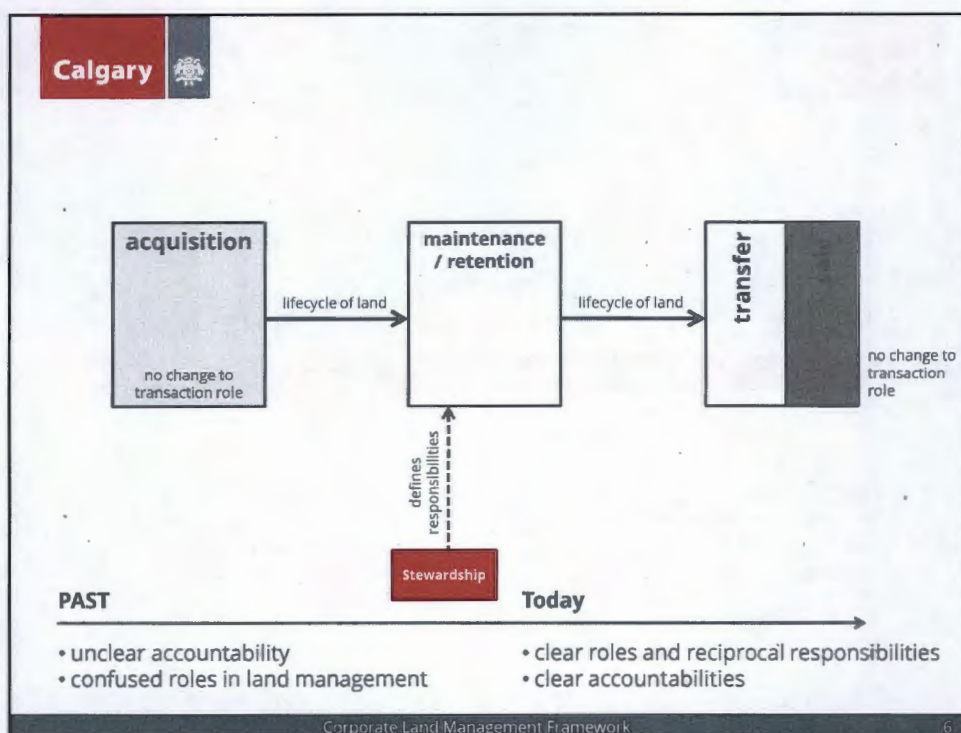 Calgary
acquisition
no change to
transaction role
lifecycle of land
maintenance
/ retention
lifecycle of land
transfer
sale
no change to
transaction
role
defines
responsibilities
Stewardship
PAST
Today
• unclear accountability
• confused roles in land management
• clear roles and reciprocal responsibilities
• clear accountabilities
Corporate Land Management Framework
6